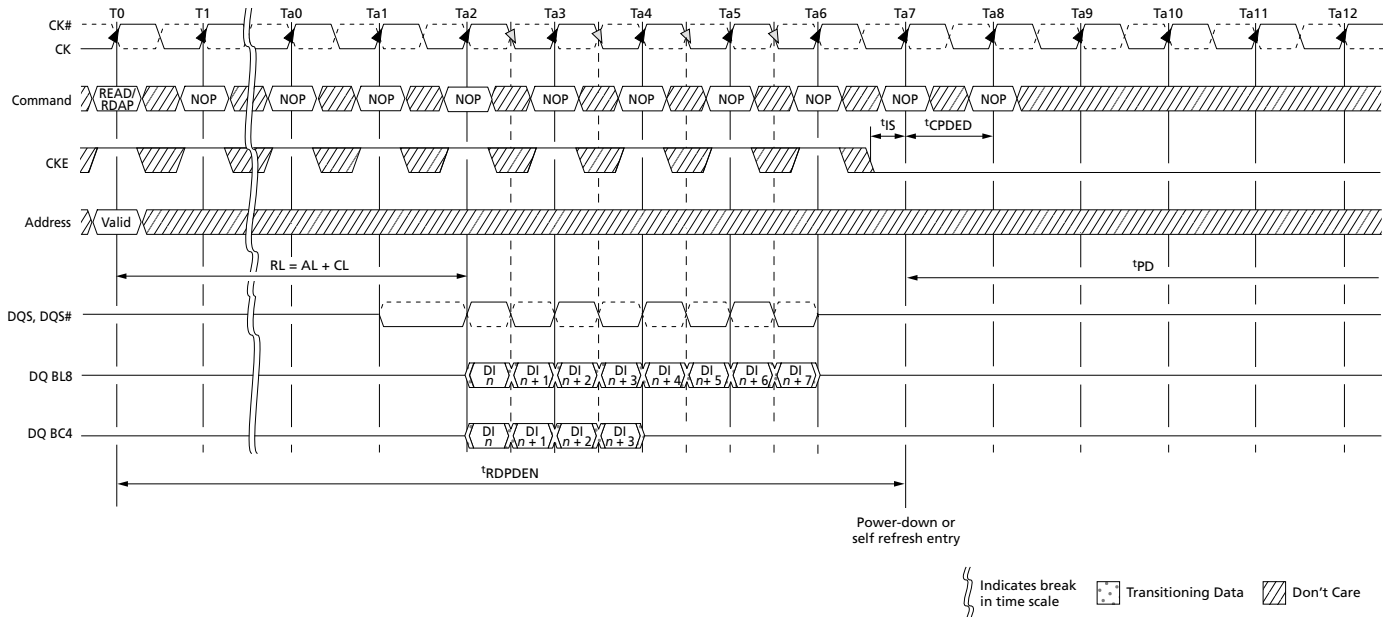 T0 T1 Ta0 Ta1 Ta2 Ta3 Ta4 Ta5 Ta6 Ta7 Ta8 Ta9 Ta10 Ta11 Ta12
CK#
CK
Command READ/ RDAP NOP NOP NOP NOP NOP NOP NOP NOP NOP NOP
tIS tCPDED
CKE
Address Valid
RL = AL + CL tPD
DQS, DQS#
DQ BL8 DI n DI n + 1 DI n + 2 DI n + 3 DI n + 4 DI n+ 5 DI n + 6 DI n + 7
DQ BC4 DI n DI n + 1 DI n + 2 DI n + 3
tRDPDEN
Power-down or
self refresh entry
Indicates break
in time scale
Transitioning Data
Don't Care